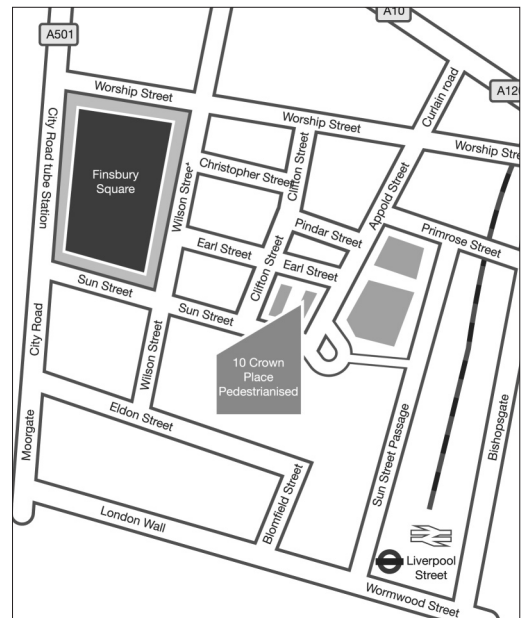 A10
A501
A120
Worship Street
Curtain road
City Road tube Station
Finsbury
Square
Worship Street
Worship Street
Christopher Street
Clifton Street
Wilson Street
Appold Street
Pindar Street
Primrose Street
Earl Street
Earl Street
Clifton Street
Sun Street
Sun Street
City Road
Wilson Street
10 Crown
Place
Pedestrianised
Eldon Street
Moorgate
Sun Street Passage
Bishopsgate
Blomfield Street
London Wall
Liverpool
Street
Wormwood Street